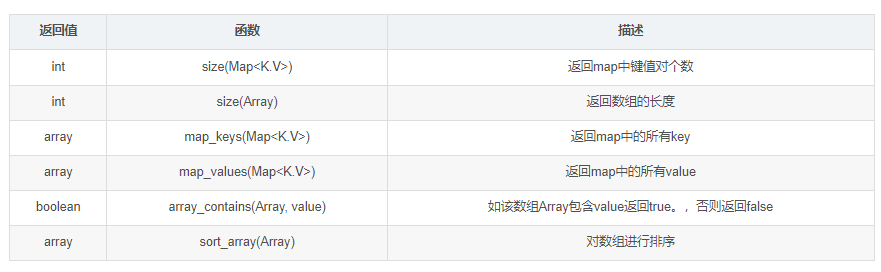 返回值 函数 描述
int size(Map<K.V>) 返回map中键值对个数
int size(Array) 返回数组的长度
array map_keys(Map<K.V>) 返回map中的所有key
array map_values(Map<K.V>) 返回map中的所有value
boolean array_contains(Array, value) 如该数组Array包含value返回true。，否则返回false
array sort_array(Array) 对数组进行排序